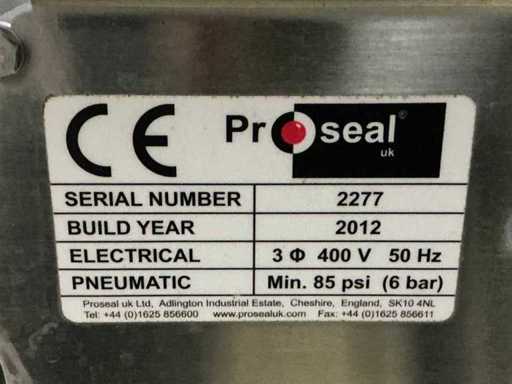 CE Proseal® uk
SERIAL NUMBER 2277
BUILD YEAR 2012
ELECTRICAL 3 Φ 400 V 50 Hz
PNEUMATIC Min. 85 psi (6 bar)
Proseal uk Ltd, Adlington Industrial Estate, Cheshire, England, SK10 4NL
Tel: +44 (0)1625 856600 www.prosealuk.com Fax: +44 (0)1625 856611